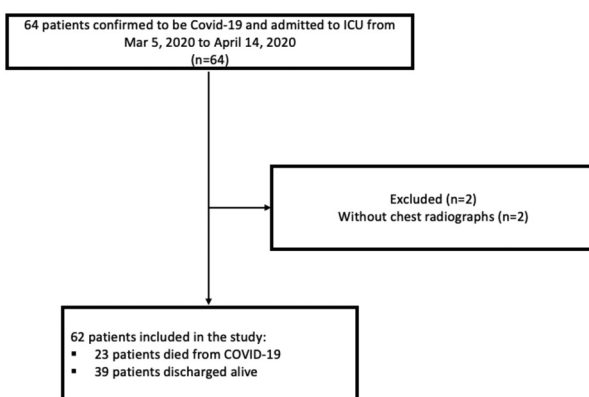 64 patients confirmed to be Covid-19 and admitted to ICU from
Mar 5, 2020 to April 14, 2020
(n=64)
Excluded (n=2)
Without chest radiographs (n=2)
62 patients included in the study:
▪ 23 patients died from COVID-19
▪ 39 patients discharged alive